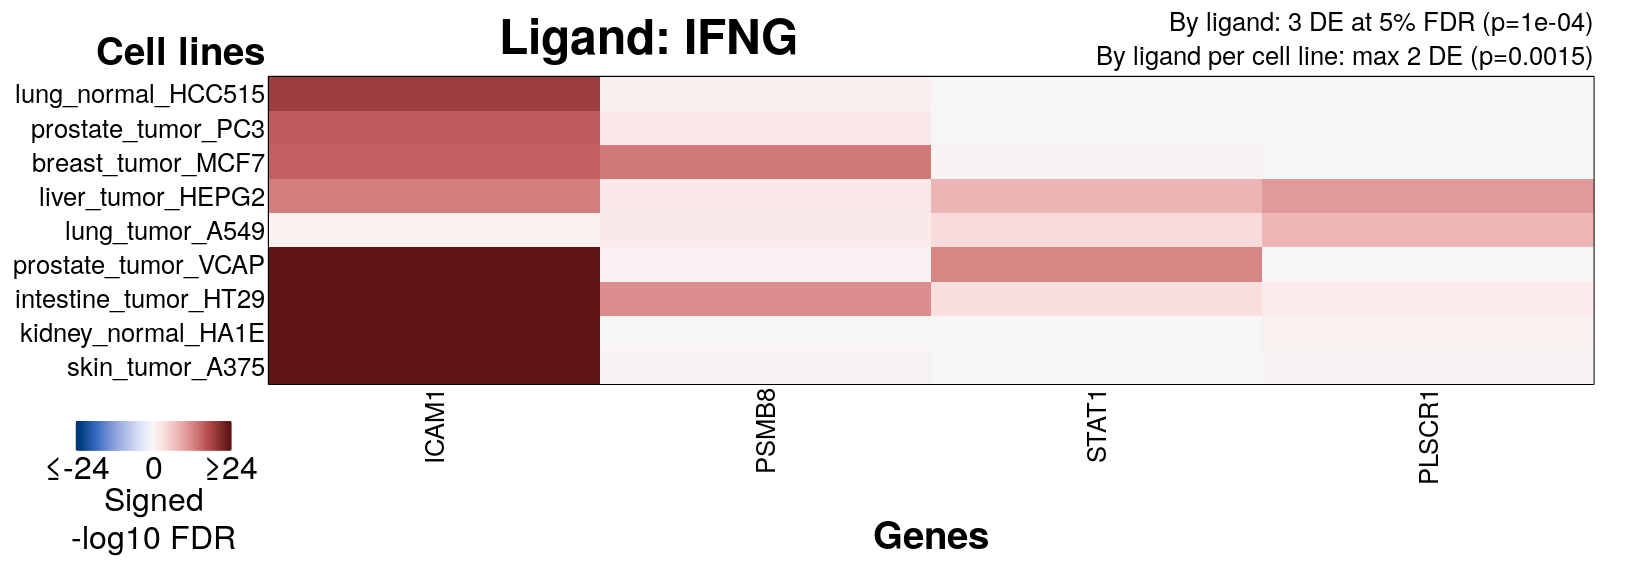 Ligand: IFNG
By ligand: 3 DE at 5% FDR (p=1e-04)
By ligand per cell line: max 2 DE (p=0.0015)
Cell lines
lung_normal_HCC515
prostate_tumor_PC3
breast_tumor_MCF7
liver_tumor_HEPG2
lung_tumor_A549
prostate_tumor_VCAP
intestine_tumor_HT29
kidney_normal_HA1E
skin_tumor_A375
ICAM1
PSMB8
STAT1
PLSCR1
≤-24 0 ≥24
Signed
-log10 FDR
Genes